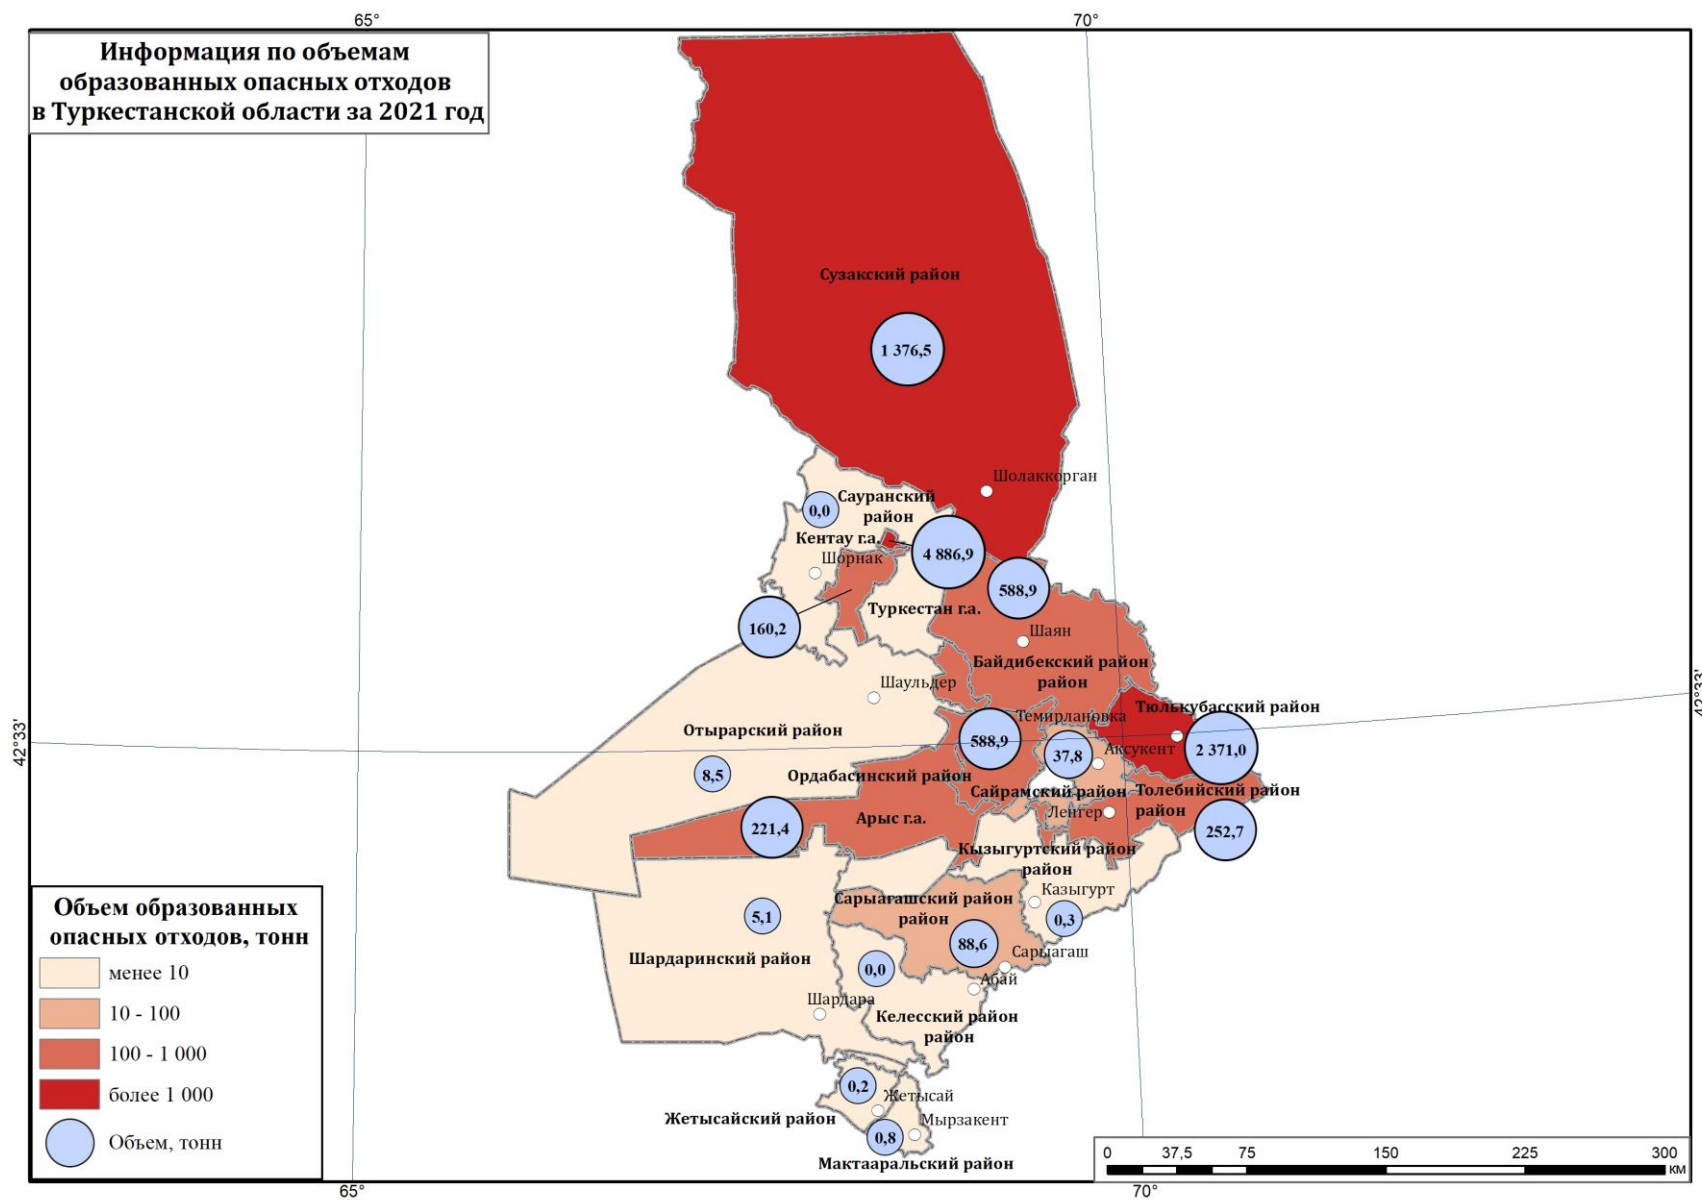 65°
70°
Информация по объемам
образованных опасных отходов
в Туркестанской области за 2021 год
Сузакский район
1 376,5
Шолаккорган
Сауранский
район
0,0
Кентау г.а.
4 886,9
Шорнак
588,9
Туркестан г.а.
160,2
Шаян
Байдибекский район
район
Шаульдер
42°33'
Тюлькубасский район
Темирлановка
Отырарский район
42°33'
588,9
37,8
Аксукент
2 371,0
8,5
Ордабасинский район
Сайрамский район
Толебийский район
район
Ленгер
Арыс г.а.
221,4
252,7
Кызыгуртский район
район
Казыгурт
Сарыагашский район
район
0,3
5,1
88,6
Шардаринский район
Сарыагаш
0,0
Абай
Шардара
Келесский район
район
0,2
Жетысай
Жетысайский район
Мырзакент
0,8
Мактааральский район
Объем образованных
опасных отходов, тонн
менее 10
10 - 100
100 - 1 000
более 1 000
Объем, тонн
0 37,5 75 150 225 300
км
65°
70°